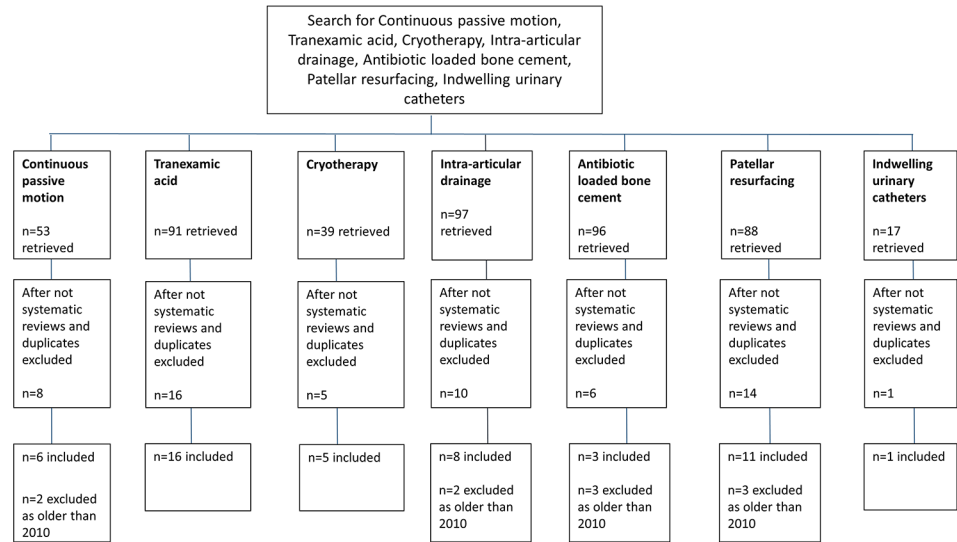 Search for Continuous passive motion,
Tranexamic acid, Cryotherapy, Intra-articular
drainage, Antibiotic loaded bone cement,
Patellar resurfacing, Indwelling urinary
catheters
Continuous
passive
motion
n=53
retrieved
Tranexamic
acid
n=91 retrieved
Cryotherapy
n=39 retrieved
Intra-articular
drainage
n=97
retrieved
Antibiotic
loaded bone
cement
n=96
retrieved
Patellar
resurfacing
n=88
retrieved
Indwelling
urinary
catheters
n=17
retrieved
After not
systematic
reviews and
duplicates
excluded
n=8
After not
systematic
reviews and
duplicates
excluded
n=16
After not
systematic
reviews and
duplicates
excluded
n=5
After not
systematic
reviews and
duplicates
excluded
n=10
After not
systematic
reviews and
duplicates
excluded
n=6
After not
systematic
reviews and
duplicates
excluded
n=14
After not
systematic
reviews and
duplicates
excluded
n=1
n=6 included
n=2 excluded
as older than
2010
n=16 included
n=5 included
n=8 included
n=2 excluded
as older than
2010
n=3 included
n=3 excluded
as older than
2010
n=11 included
n=3 excluded
as older than
2010
n=1 included